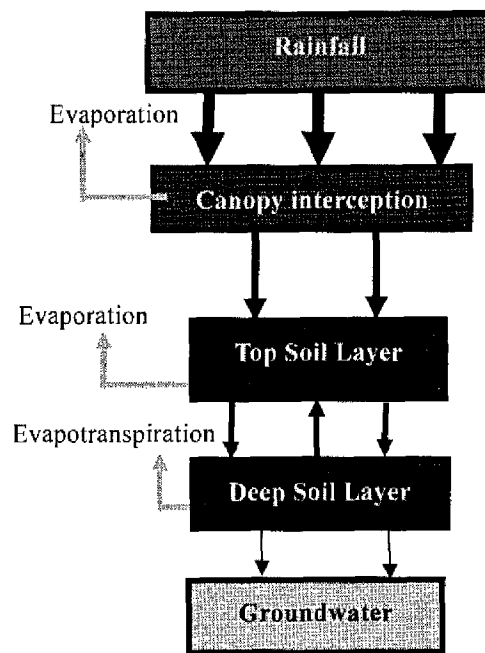 Rainfall
Evaporation
Canopy interception
Evaporation
Top Soil Layer
Evapotranspiration
Deep Soil Layer
Groundwater